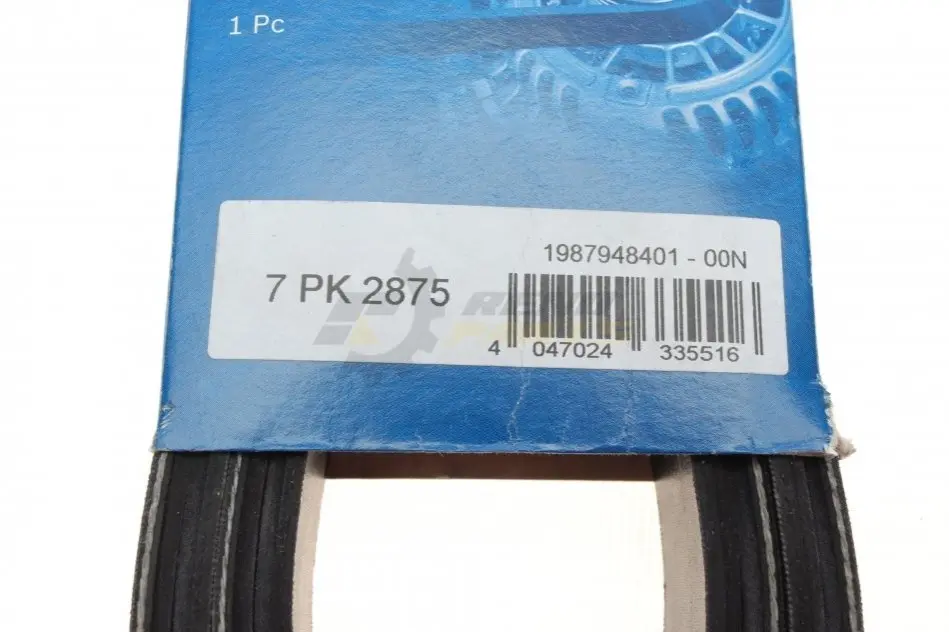 1 Pc
1987948401 - 00N
7 PK 2875
4 047024 335516